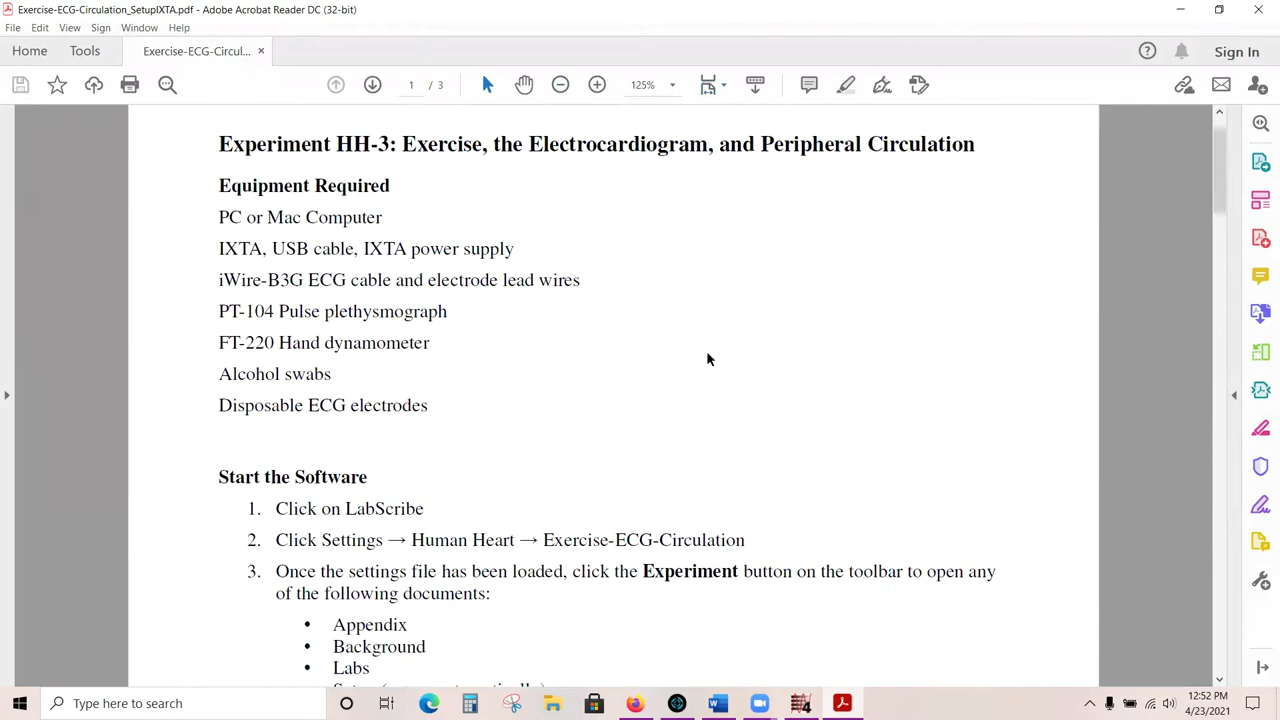 Exercise-ECG-Circulation_SetupIXTA.pdf - Adobe Acrobat Reader DC (32-bit)
File Edit View Sign Window Help
Home Tools Exercise-ECG-Circul... × Sign In
1 / 3 125%
Experiment HH-3: Exercise, the Electrocardiogram, and Peripheral Circulation
Equipment Required
PC or Mac Computer
IXTA, USB cable, IXTA power supply
iWire-B3G ECG cable and electrode lead wires
PT-104 Pulse plethysmograph
FT-220 Hand dynamometer
Alcohol swabs
Disposable ECG electrodes
Start the Software
1. Click on LabScribe
2. Click Settings → Human Heart → Exercise-ECG-Circulation
3. Once the settings file has been loaded, click the Experiment button on the toolbar to open any
of the following documents:
• Appendix
• Background
• Labs
Type here to search
12:52 PM
4/23/2021